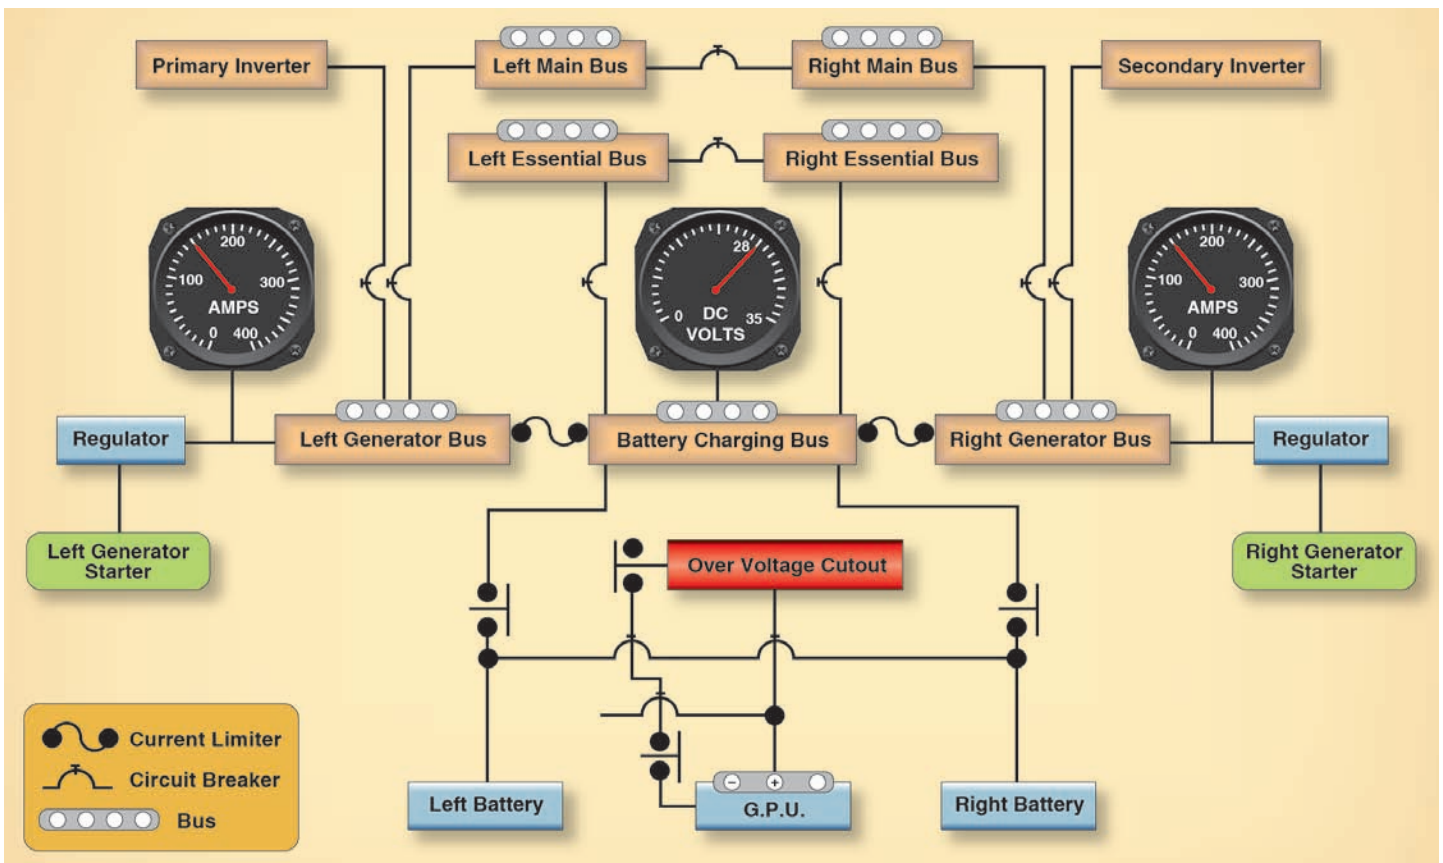 Primary Inverter
Left Main Bus
Right Main Bus
Secondary Inverter
Left Essential Bus
Right Essential Bus
200
100
300
AMPS
0
400
28
0
DC
35
VOLTS
200
100
300
AMPS
0
400
Regulator
Left Generator Bus
Battery Charging Bus
Right Generator Bus
Regulator
Left Generator
Starter
Over Voltage Cutout
Right Generator
Starter
Current Limiter
Circuit Breaker
Bus
Left Battery
− +
G.P.U.
Right Battery